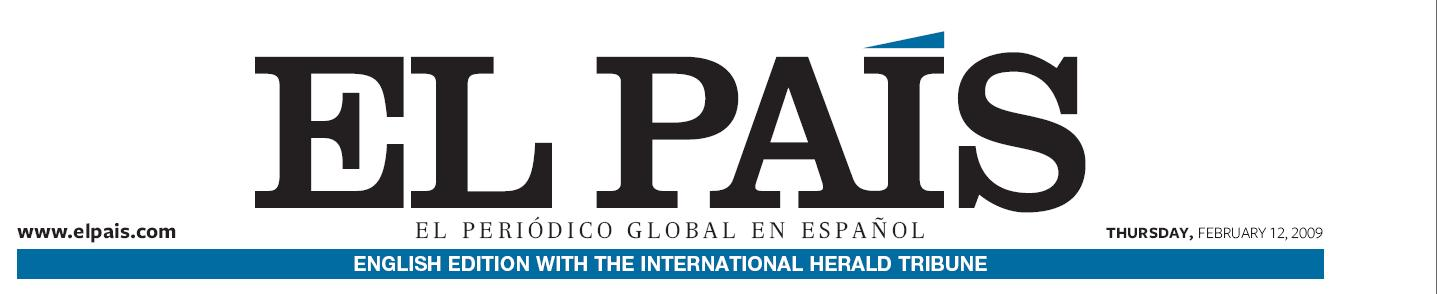 EL PAÍS
www.elpais.com
EL PERIÓDICO GLOBAL EN ESPAÑOL
THURSDAY, FEBRUARY 12, 2009
ENGLISH EDITION WITH THE INTERNATIONAL HERALD TRIBUNE